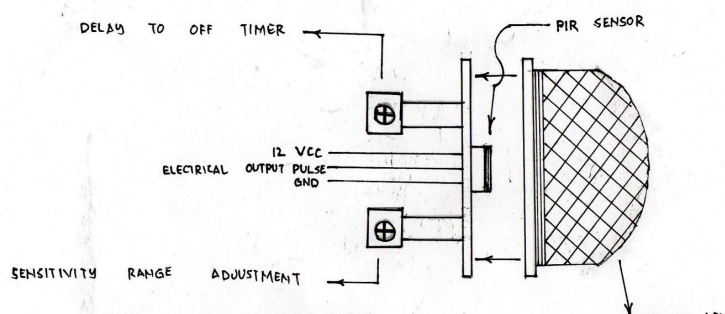 DELAY TO OFF TIMER
PIR SENSOR
12 VCC
ELECTRICAL OUTPUT PULSE
GND
SENSITIVITY RANGE ADJUSTMENT